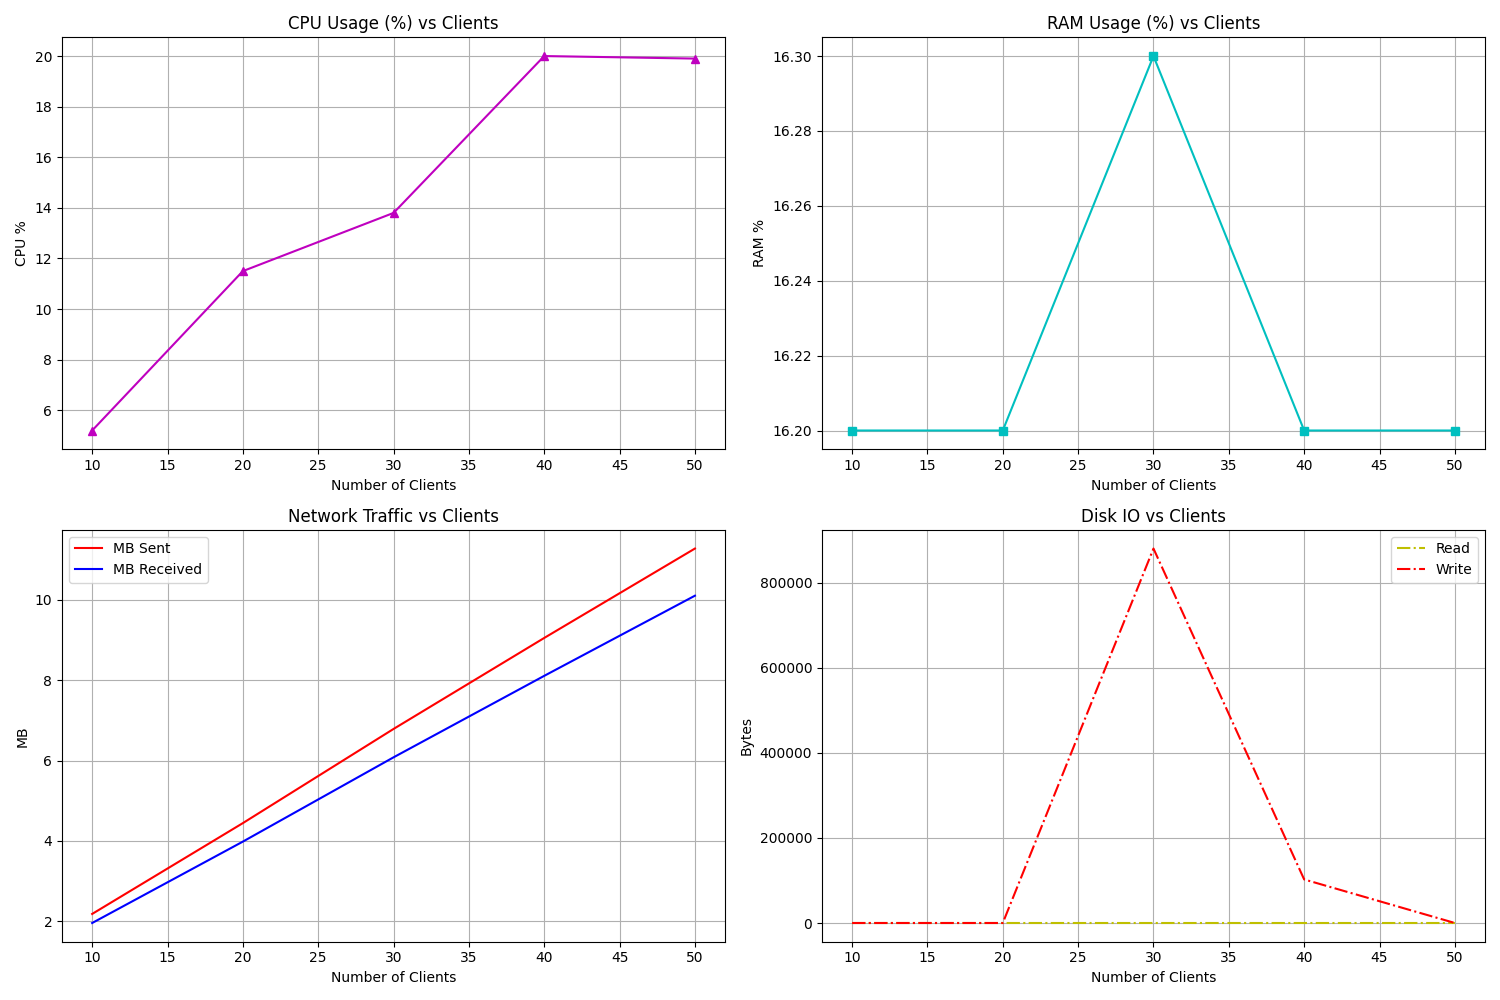 CPU Usage (%) vs Clients
CPU %
20
18
16
14
12
10
8
6
10 15 20 25 30 35 40 45 50
Number of Clients
RAM Usage (%) vs Clients
RAM %
16.30
16.28
16.26
16.24
16.22
16.20
10 15 20 25 30 35 40 45 50
Number of Clients
Network Traffic vs Clients
MB Sent
MB Received
MB
10
8
6
4
2
10 15 20 25 30 35 40 45 50
Number of Clients
Disk IO vs Clients
Read
Write
Bytes
800000
600000
400000
200000
0
10 15 20 25 30 35 40 45 50
Number of Clients